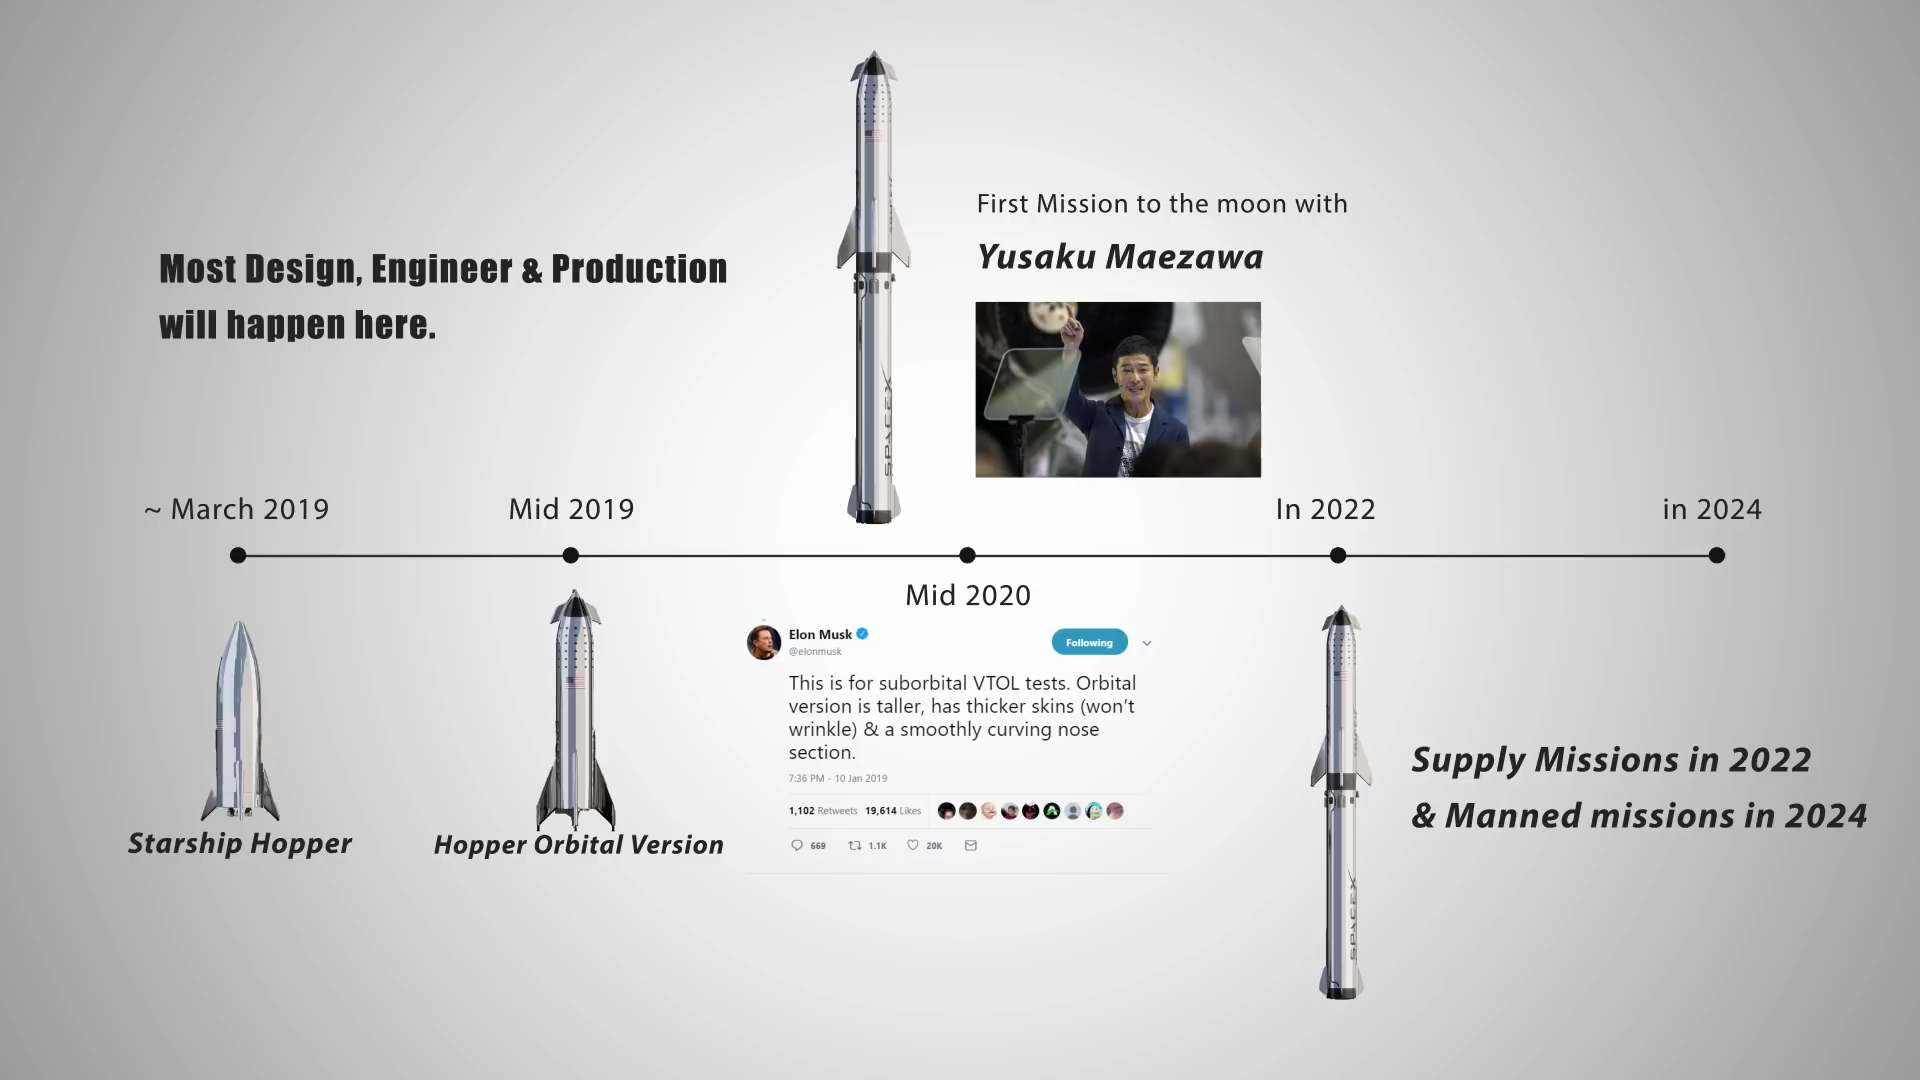 First Mission to the moon with
Yusaku Maezawa
Most Design, Engineer & Production
will happen here.
SPACEX
~ March 2019
Mid 2019
In 2022
in 2024
Mid 2020
Elon Musk
@elonmusk
Following
This is for suborbital VTOL tests. Orbital
version is taller, has thicker skins (won't
wrinkle) & a smoothly curving nose
section.
7:36 PM - 10 Jan 2019
1,102 Retweets 19,614 Likes
669 1.1K 20K
Starship Hopper
Hopper Orbital Version
Supply Missions in 2022
& Manned missions in 2024
SPACEX